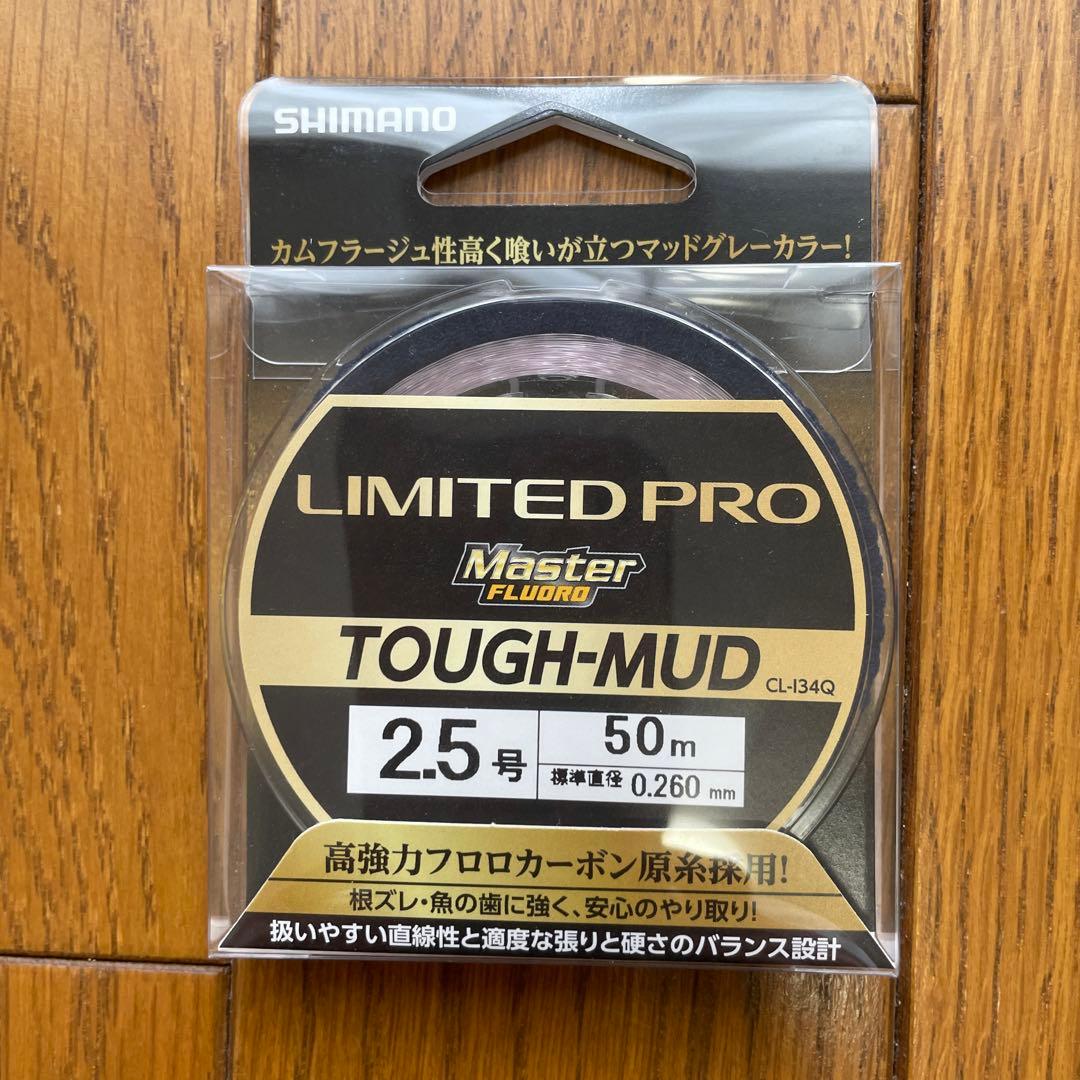 SHIMANO
カムフラージュ性高く喰いが立つマッドグレーカラー!
LIMITED PRO
Master
FLUORO
TOUGH-MUD
CL-I34Q
2.5号
50m
標準直径 0.260mm
高強力フロロカーボン原糸採用!
根ズレ・魚の歯に強く、安心のやり取り!
扱いやすい直線性と適度な張りと硬さのバランス設計